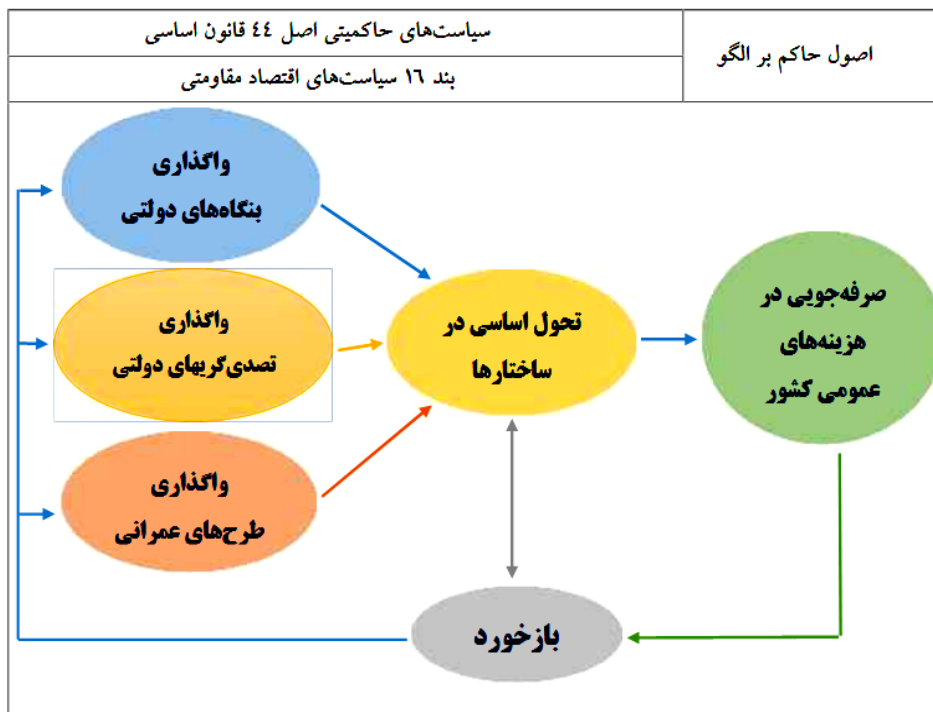 اصول حاکم بر الگو
سیاست‌های حاکمیتی اصل ٤٤ قانون اساسی
بند ١٦ سیاست‌های اقتصاد مقاومتی
واگذاری
بنگاه‌های دولتی
واگذاری
تصدی‌گریهای دولتی
واگذاری
طرح‌های عمرانی
تحول اساسی در
ساختارها
صرفه‌جویی در
هزینه‌های
عمومی کشور
بازخورد